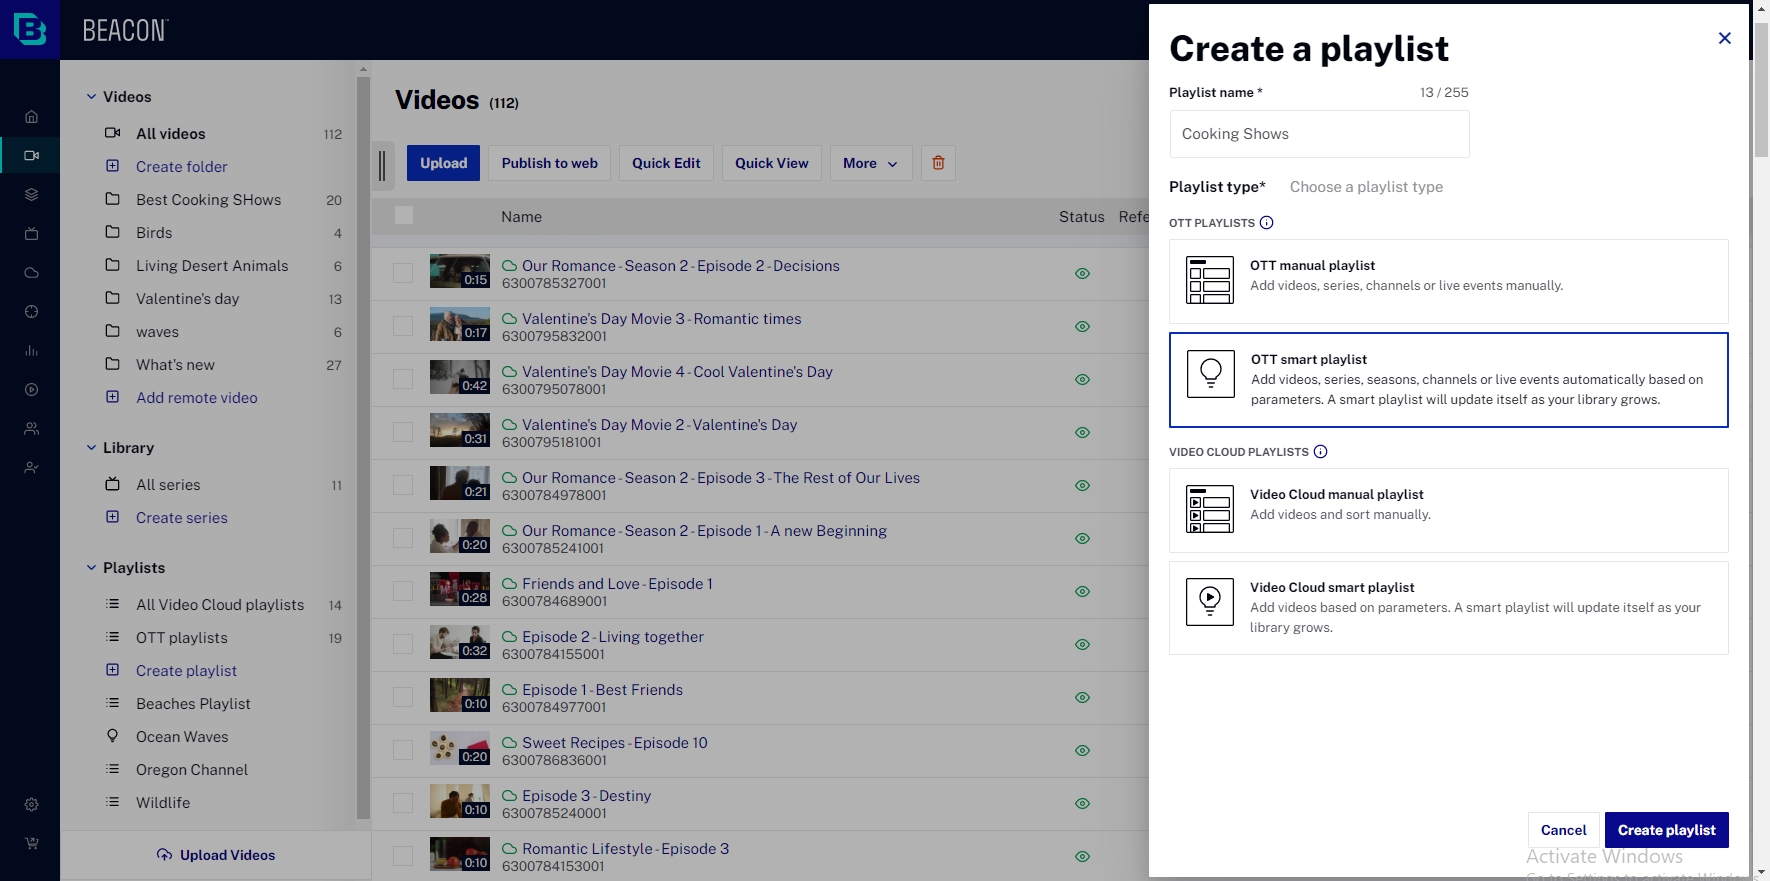 BEACON
Videos
All videos 112
Create folder
Best Cooking SHows 20
Birds 4
Living Desert Animals 6
Valentine's day 13
waves 6
What's new 27
Add remote video
Library
All series 11
Create series
Playlists
All Video Cloud playlists 14
OTT playlists 19
Create playlist
Beaches Playlist
Ocean Waves
Oregon Channel
Wildlife
Upload Videos
Videos (112)
Upload Publish to web Quick Edit Quick View More
Name Status Refe
0:15 Our Romance - Season 2 - Episode 2 - Decisions
6300785327001
0:17 Valentine's Day Movie 3 - Romantic times
6300795832001
0:42 Valentine's Day Movie 4 - Cool Valentine's Day
6300795078001
0:31 Valentine's Day Movie 2 - Valentine's Day
6300795181001
0:21 Our Romance - Season 2 - Episode 3 - The Rest of Our Lives
6300784978001
0:20 Our Romance - Season 2 - Episode 1 - A new Beginning
6300785241001
0:28 Friends and Love - Episode 1
6300784689001
0:32 Episode 2 - Living together
6300784155001
0:10 Episode 1 - Best Friends
6300784977001
0:20 Sweet Recipes - Episode 10
6300786836001
0:10 Episode 3 - Destiny
6300785240001
0:10 Romantic Lifestyle - Episode 3
6300784153001
Create a playlist
Playlist name * 13 / 255
Cooking Shows
Playlist type* Choose a playlist type
OTT PLAYLISTS
OTT manual playlist
Add videos, series, channels or live events manually.
OTT smart playlist
Add videos, series, seasons, channels or live events automatically based on
parameters. A smart playlist will update itself as your library grows.
VIDEO CLOUD PLAYLISTS
Video Cloud manual playlist
Add videos and sort manually.
Video Cloud smart playlist
Add videos based on parameters. A smart playlist will update itself as your
library grows.
Cancel Create playlist
Activate Windows